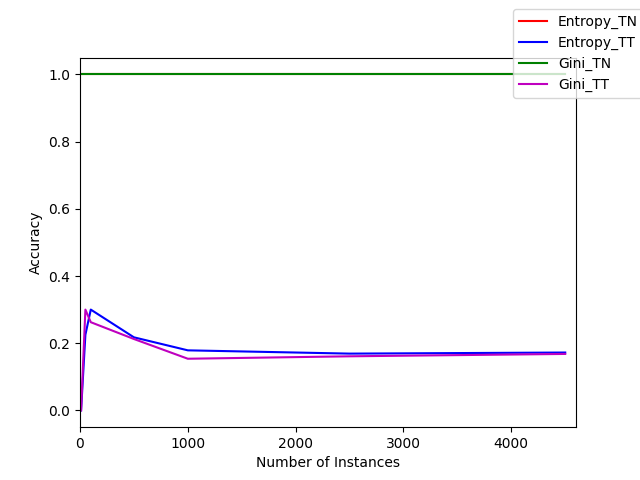 Entropy_TN
Entropy_TT
Gini_TN
Gini_TT
1.0
0.8
0.6
0.4
0.2
0.0
Accuracy
0 1000 2000 3000 4000
Number of Instances